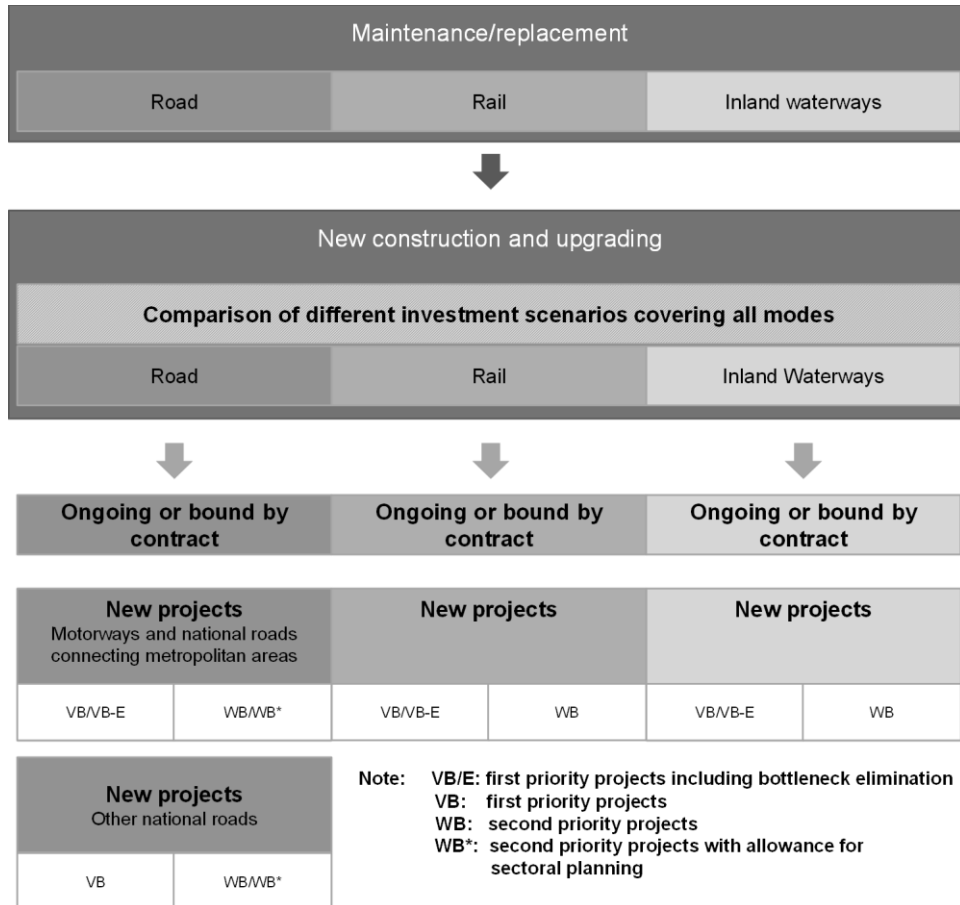 Maintenance/replacement
Road
Rail
Inland waterways
New construction and upgrading
Comparison of different investment scenarios covering all modes
Road
Rail
Inland Waterways
Ongoing or bound by
contract
Ongoing or bound by
contract
Ongoing or bound by
contract
New projects
Motorways and national roads
connecting metropolitan areas
New projects
New projects
VB/VB-E
WB/WB*
VB/VB-E
WB
VB/VB-E
WB
New projects
Other national roads
VB
WB/WB*
Note: VB/E: first priority projects including bottleneck elimination
VB: first priority projects
WB: second priority projects
WB*: second priority projects with allowance for
sectoral planning